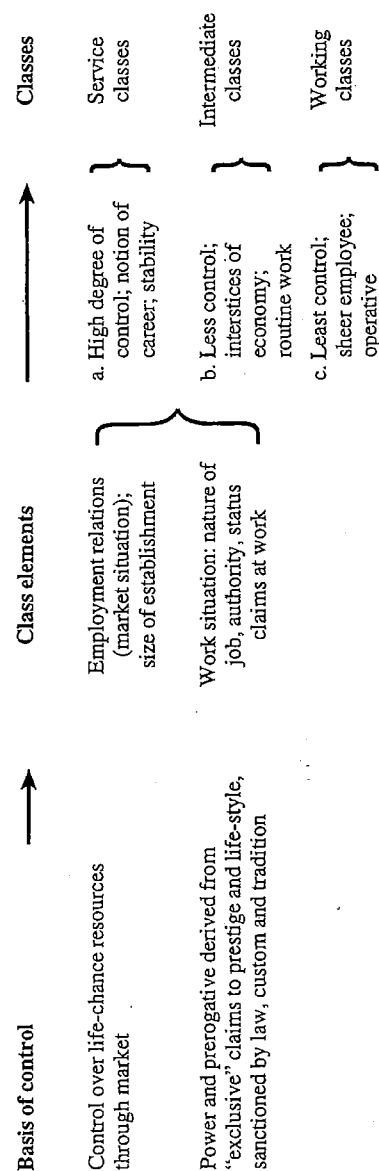 Basis of control
Class elements
Classes
Control over life-chance resources
through market
Power and prerogative derived from
“exclusive” claims to prestige and life-style,
sanctioned by law, custom and tradition
Employment relations
(market situation);
size of establishment
Work situation: nature of
job, authority, status
claims at work
a. High degree of
control; notion of
career; stability
b. Less control;
interstices of
economy;
routine work
c. Least control;
sheer employee;
operative
Service
classes
Intermediate
classes
Working
classes